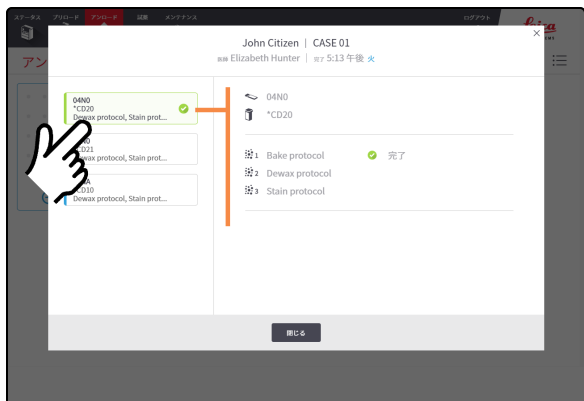 ステータス プリロード アンロード 試薬 メンテナンス ログアウト
アン
John Citizen | CASE 01
医師 Elizabeth Hunter | 完了 5:13 午後 火
04N0
*CD20
Dewax protocol, Stain prot...
CD21
wax protocol, Stain prot...
CD10
Dewax protocol, Stain prot...
04N0
*CD20
1 Bake protocol 完了
2 Dewax protocol
3 Stain protocol
閉じる